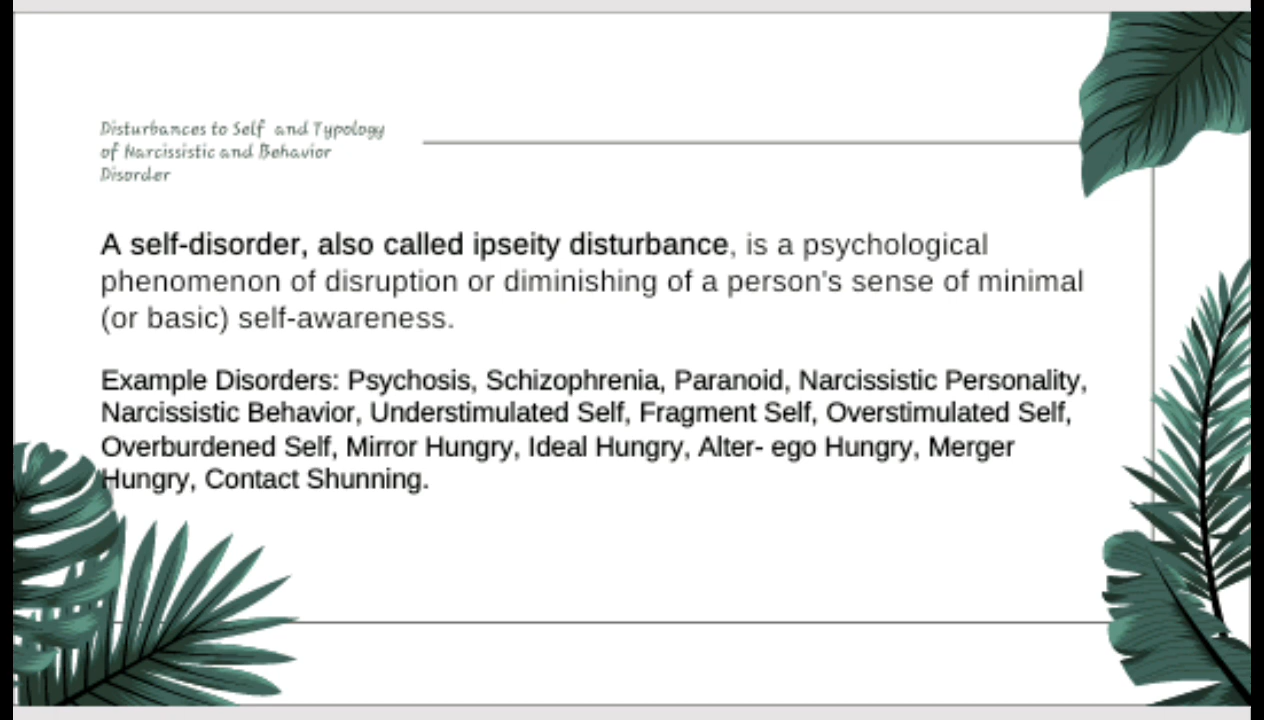 Disturbances to Self and Typology
of Narcissistic and Behavior
Disorder
A self-disorder, also called ipseity disturbance, is a psychological
phenomenon of disruption or diminishing of a person's sense of minimal
(or basic) self-awareness.
Example Disorders: Psychosis, Schizophrenia, Paranoid, Narcissistic Personality,
Narcissistic Behavior, Understimulated Self, Fragment Self, Overstimulated Self,
Overburdened Self, Mirror Hungry, Ideal Hungry, Alter- ego Hungry, Merger
Hungry, Contact Shunning.